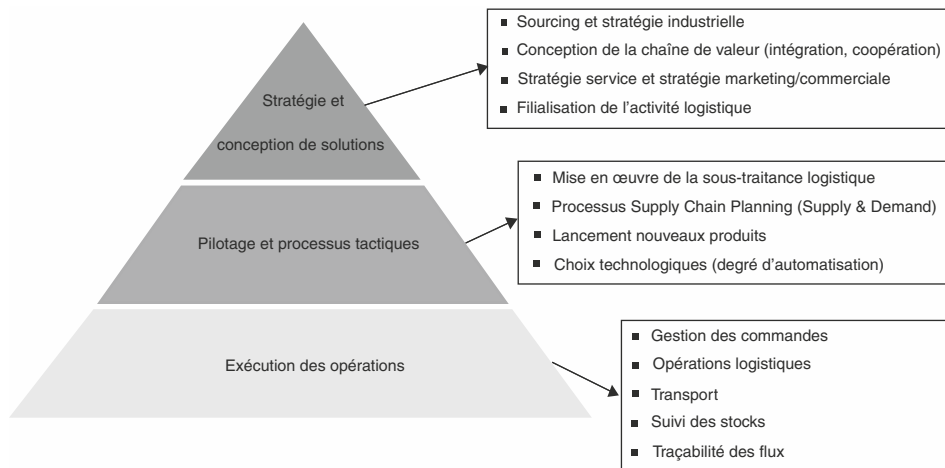 Stratégie et
conception de solutions
▪ Sourcing et stratégie industrielle
▪ Conception de la chaîne de valeur (intégration, coopération)
▪ Stratégie service et stratégie marketing/commerciale
▪ Filialisation de l'activité logistique
Pilotage et processus tactiques
▪ Mise en œuvre de la sous-traitance logistique
▪ Processus Supply Chain Planning (Supply & Demand)
▪ Lancement nouveaux produits
▪ Choix technologiques (degré d'automatisation)
Exécution des opérations
▪ Gestion des commandes
▪ Opérations logistiques
▪ Transport
▪ Suivi des stocks
▪ Traçabilité des flux